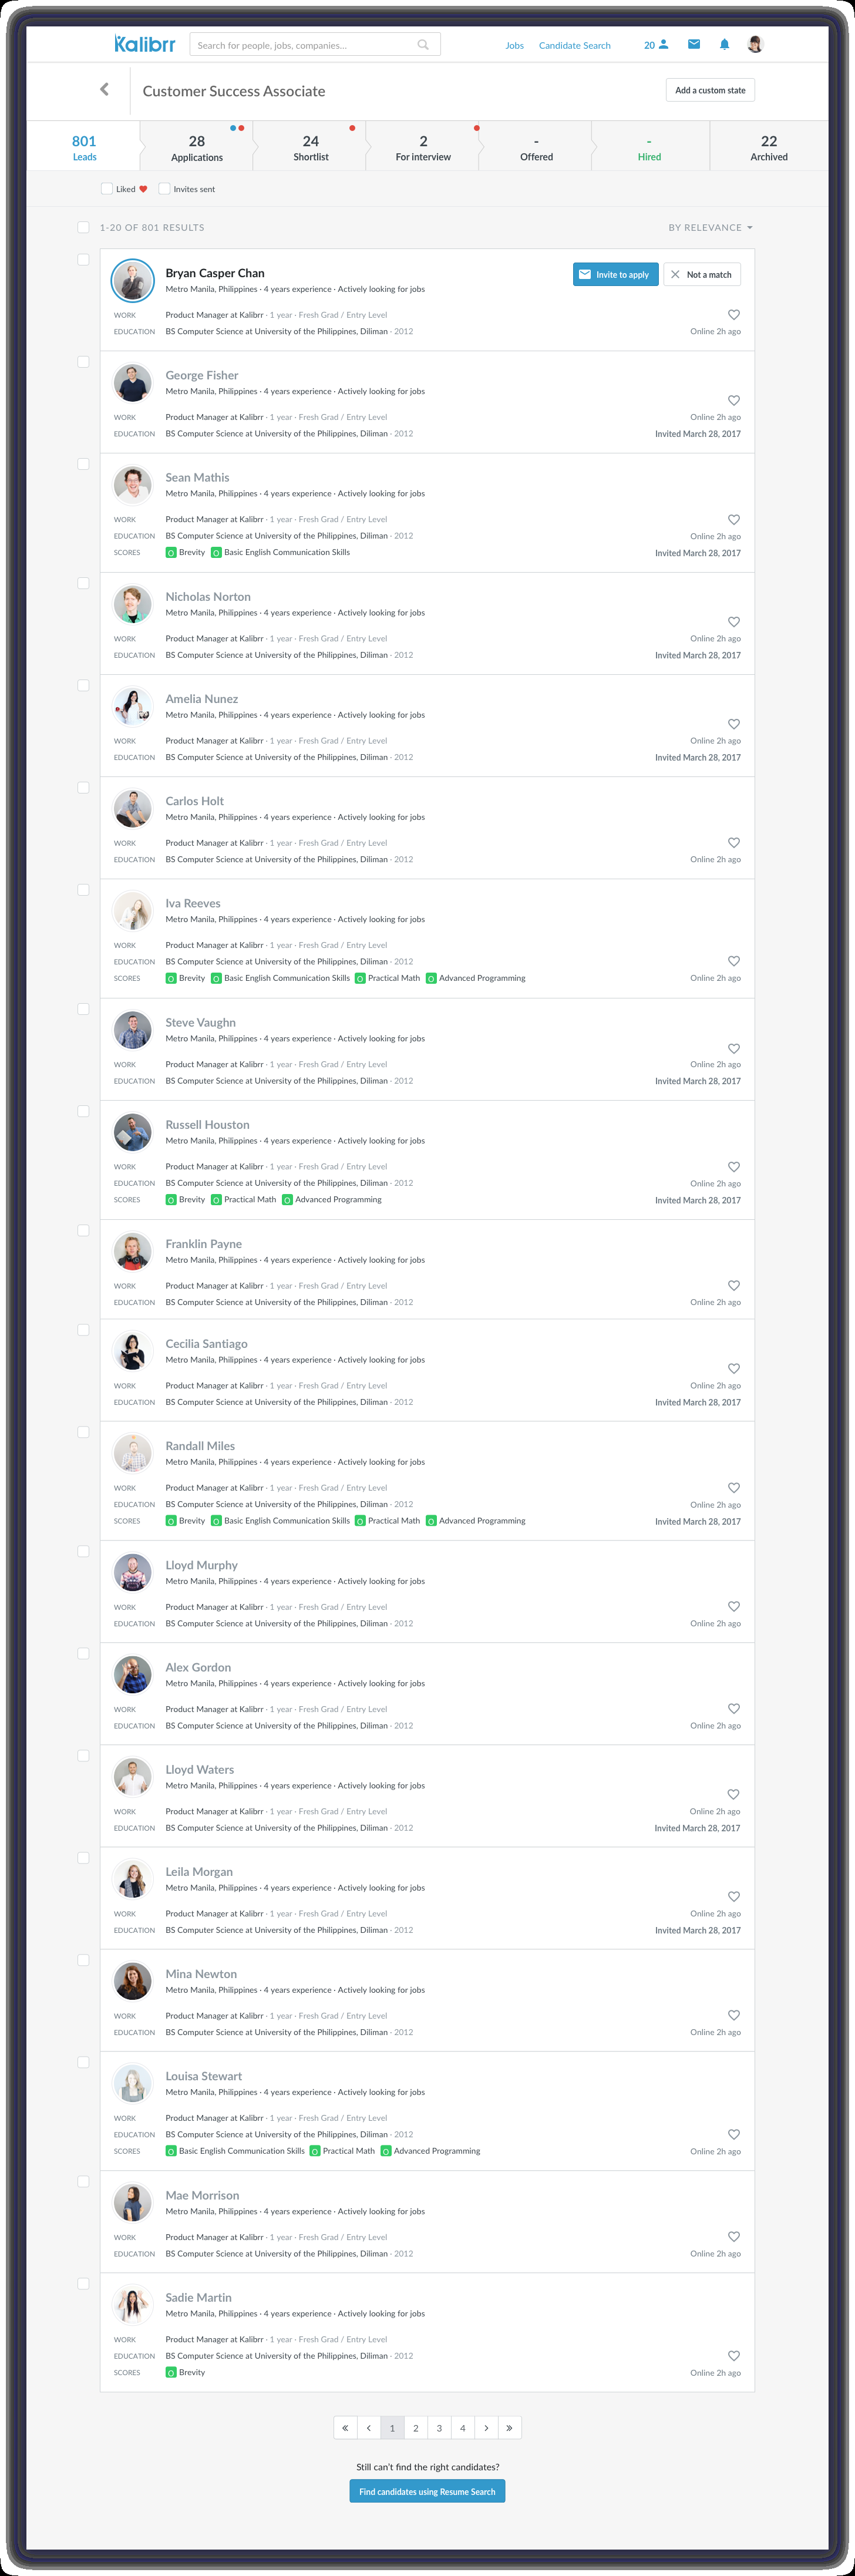 Kalibrr
Search for people, jobs, companies...
Jobs Candidate Search 20
Customer Success Associate
Add a custom state
801 28 24 2 - - 22
Leads Applications Shortlist For interview Offered Hired Archived
Liked Invites sent
1-20 OF 801 RESULTS BY RELEVANCE
Bryan Casper Chan Invite to apply Not a match
Metro Manila, Philippines · 4 years experience · Actively looking for jobs
WORK Product Manager at Kalibrr · 1 year · Fresh Grad / Entry Level
EDUCATION BS Computer Science at University of the Philippines, Diliman · 2012 Online 2h ago
George Fisher
Metro Manila, Philippines · 4 years experience · Actively looking for jobs
WORK Product Manager at Kalibrr · 1 year · Fresh Grad / Entry Level Online 2h ago
EDUCATION BS Computer Science at University of the Philippines, Diliman · 2012 Invited March 28, 2017
Sean Mathis
Metro Manila, Philippines · 4 years experience · Actively looking for jobs
WORK Product Manager at Kalibrr · 1 year · Fresh Grad / Entry Level
EDUCATION BS Computer Science at University of the Philippines, Diliman · 2012 Online 2h ago
SCORES O Brevity O Basic English Communication Skills Invited March 28, 2017
Nicholas Norton
Metro Manila, Philippines · 4 years experience · Actively looking for jobs
WORK Product Manager at Kalibrr · 1 year · Fresh Grad / Entry Level Online 2h ago
EDUCATION BS Computer Science at University of the Philippines, Diliman · 2012 Invited March 28, 2017
Amelia Nunez
Metro Manila, Philippines · 4 years experience · Actively looking for jobs
WORK Product Manager at Kalibrr · 1 year · Fresh Grad / Entry Level Online 2h ago
EDUCATION BS Computer Science at University of the Philippines, Diliman · 2012 Invited March 28, 2017
Carlos Holt
Metro Manila, Philippines · 4 years experience · Actively looking for jobs
WORK Product Manager at Kalibrr · 1 year · Fresh Grad / Entry Level
EDUCATION BS Computer Science at University of the Philippines, Diliman · 2012 Online 2h ago
Iva Reeves
Metro Manila, Philippines · 4 years experience · Actively looking for jobs
WORK Product Manager at Kalibrr · 1 year · Fresh Grad / Entry Level
EDUCATION BS Computer Science at University of the Philippines, Diliman · 2012
SCORES O Brevity O Basic English Communication Skills O Practical Math O Advanced Programming Online 2h ago
Steve Vaughn
Metro Manila, Philippines · 4 years experience · Actively looking for jobs
WORK Product Manager at Kalibrr · 1 year · Fresh Grad / Entry Level Online 2h ago
EDUCATION BS Computer Science at University of the Philippines, Diliman · 2012 Invited March 28, 2017
Russell Houston
Metro Manila, Philippines · 4 years experience · Actively looking for jobs
WORK Product Manager at Kalibrr · 1 year · Fresh Grad / Entry Level
EDUCATION BS Computer Science at University of the Philippines, Diliman · 2012 Online 2h ago
SCORES O Brevity O Practical Math O Advanced Programming Invited March 28, 2017
Franklin Payne
Metro Manila, Philippines · 4 years experience · Actively looking for jobs
WORK Product Manager at Kalibrr · 1 year · Fresh Grad / Entry Level
EDUCATION BS Computer Science at University of the Philippines, Diliman · 2012 Online 2h ago
Cecilia Santiago
Metro Manila, Philippines · 4 years experience · Actively looking for jobs
WORK Product Manager at Kalibrr · 1 year · Fresh Grad / Entry Level Online 2h ago
EDUCATION BS Computer Science at University of the Philippines, Diliman · 2012 Invited March 28, 2017
Randall Miles
Metro Manila, Philippines · 4 years experience · Actively looking for jobs
WORK Product Manager at Kalibrr · 1 year · Fresh Grad / Entry Level
EDUCATION BS Computer Science at University of the Philippines, Diliman · 2012 Online 2h ago
SCORES O Brevity O Basic English Communication Skills O Practical Math O Advanced Programming Invited March 28, 2017
Lloyd Murphy
Metro Manila, Philippines · 4 years experience · Actively looking for jobs
WORK Product Manager at Kalibrr · 1 year · Fresh Grad / Entry Level
EDUCATION BS Computer Science at University of the Philippines, Diliman · 2012 Online 2h ago
Alex Gordon
Metro Manila, Philippines · 4 years experience · Actively looking for jobs
WORK Product Manager at Kalibrr · 1 year · Fresh Grad / Entry Level
EDUCATION BS Computer Science at University of the Philippines, Diliman · 2012 Online 2h ago
Lloyd Waters
Metro Manila, Philippines · 4 years experience · Actively looking for jobs
WORK Product Manager at Kalibrr · 1 year · Fresh Grad / Entry Level Online 2h ago
EDUCATION BS Computer Science at University of the Philippines, Diliman · 2012 Invited March 28, 2017
Leila Morgan
Metro Manila, Philippines · 4 years experience · Actively looking for jobs
WORK Product Manager at Kalibrr · 1 year · Fresh Grad / Entry Level Online 2h ago
EDUCATION BS Computer Science at University of the Philippines, Diliman · 2012 Invited March 28, 2017
Mina Newton
Metro Manila, Philippines · 4 years experience · Actively looking for jobs
WORK Product Manager at Kalibrr · 1 year · Fresh Grad / Entry Level
EDUCATION BS Computer Science at University of the Philippines, Diliman · 2012 Online 2h ago
Louisa Stewart
Metro Manila, Philippines · 4 years experience · Actively looking for jobs
WORK Product Manager at Kalibrr · 1 year · Fresh Grad / Entry Level
EDUCATION BS Computer Science at University of the Philippines, Diliman · 2012
SCORES O Basic English Communication Skills O Practical Math O Advanced Programming Online 2h ago
Mae Morrison
Metro Manila, Philippines · 4 years experience · Actively looking for jobs
WORK Product Manager at Kalibrr · 1 year · Fresh Grad / Entry Level
EDUCATION BS Computer Science at University of the Philippines, Diliman · 2012 Online 2h ago
Sadie Martin
Metro Manila, Philippines · 4 years experience · Actively looking for jobs
WORK Product Manager at Kalibrr · 1 year · Fresh Grad / Entry Level
EDUCATION BS Computer Science at University of the Philippines, Diliman · 2012
SCORES O Brevity Online 2h ago
« ‹ 1 2 3 4 › »
Still can't find the right candidates?
Find candidates using Resume Search